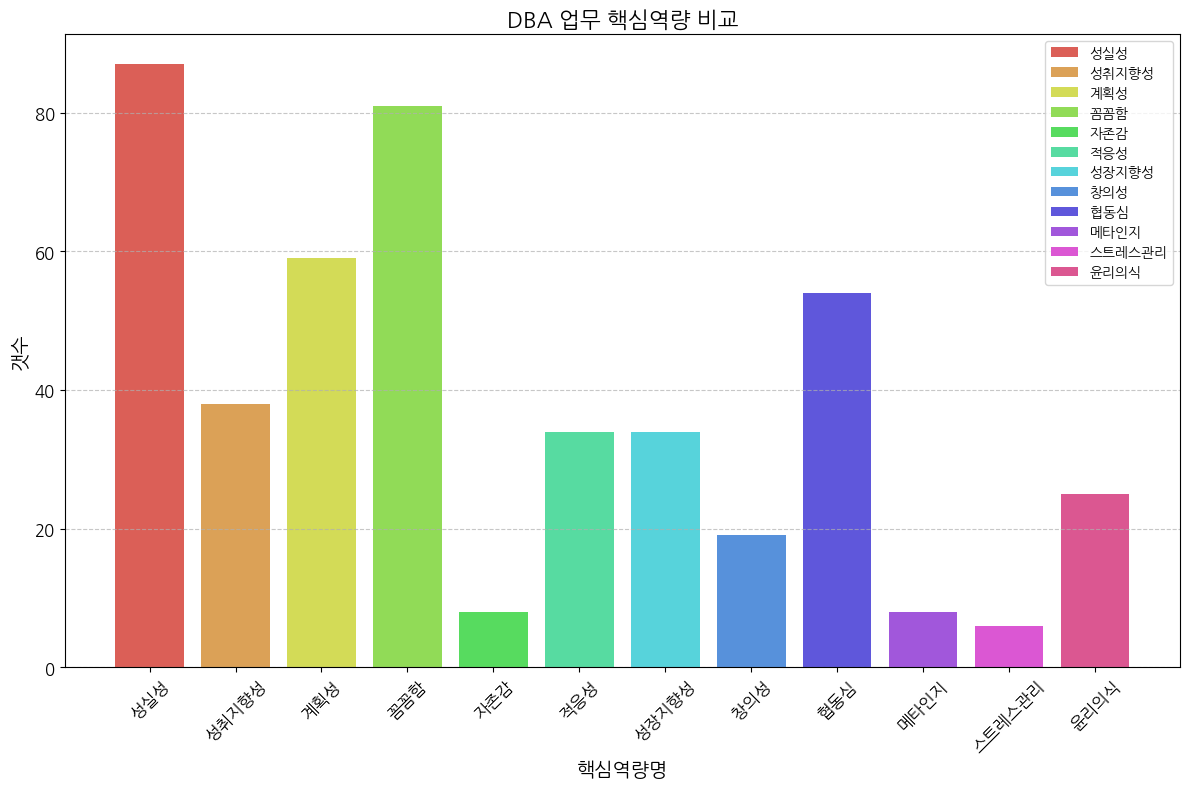 DBA 업무 핵심역량 비교
성실성
성취지향성
계획성
꼼꼼함
자존감
적응성
성장지향성
창의성
협동심
메타인지
스트레스관리
윤리의식
갯수
80
60
40
20
0
성실성
성취지향성
계획성
꼼꼼함
자존감
적응성
성장지향성
창의성
협동심
메타인지
스트레스관리
윤리의식
핵심역량명